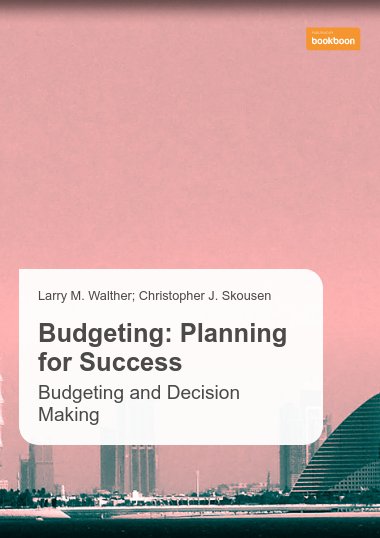 bookboon
Larry M. Walther; Christopher J. Skousen
Budgeting: Planning
for Success
Budgeting and Decision
Making